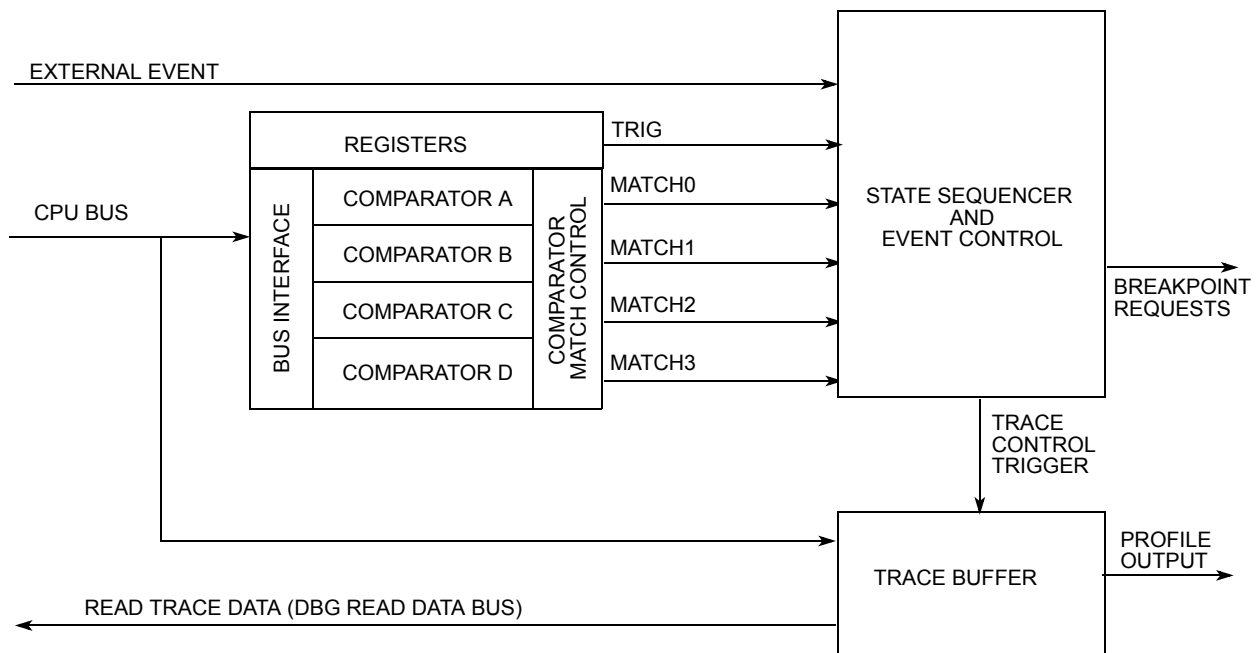 EXTERNAL EVENT
REGISTERS
TRIG
CPU BUS
BUS INTERFACE
COMPARATOR A
COMPARATOR B
COMPARATOR C
COMPARATOR D
COMPARATOR
MATCH CONTROL
MATCH0
MATCH1
MATCH2
MATCH3
STATE SEQUENCER
AND
EVENT CONTROL
BREAKPOINT
REQUESTS
TRACE
CONTROL
TRIGGER
TRACE BUFFER
PROFILE
OUTPUT
READ TRACE DATA (DBG READ DATA BUS)